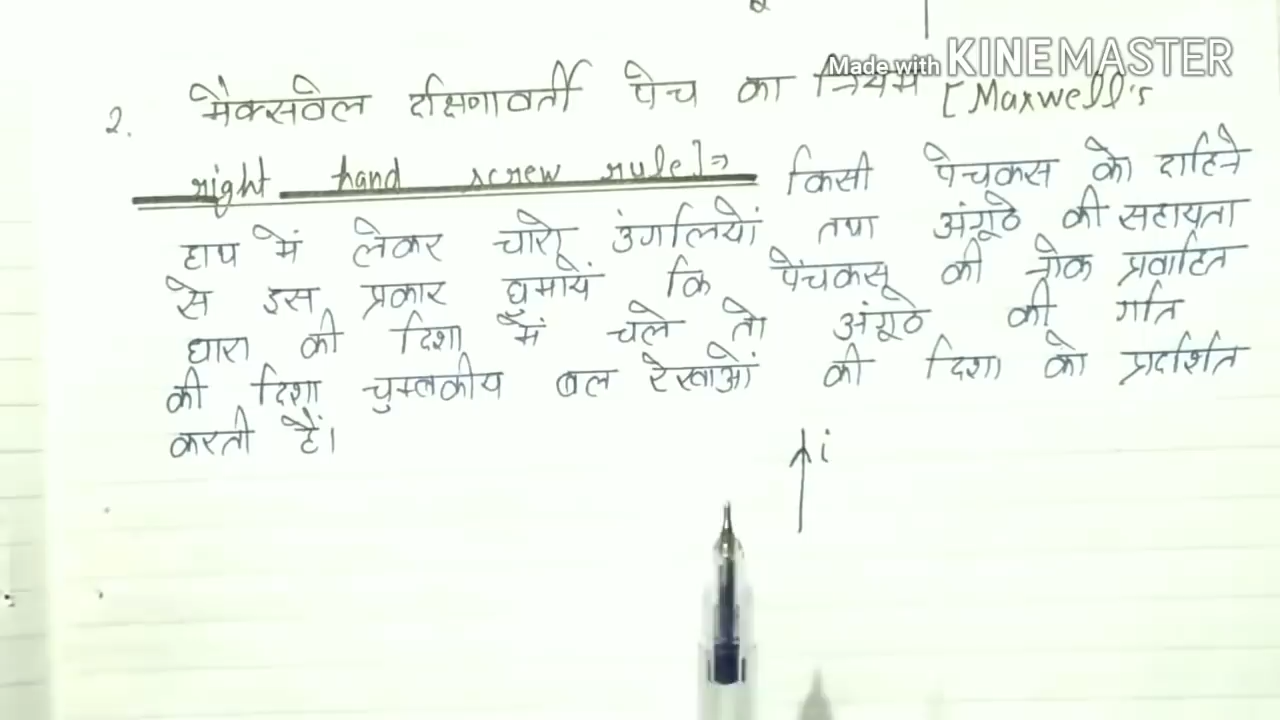 Made with KINEMASTER
2. मैक्सवेल दक्षिणावर्ती पेच का नियम [Maxwell's
right hand screw rule]⇒ किसी पेचकस को दाहिने
हाथ में लेकर चारो उंगलियों तथा अंगूठे की सहायता
से इस प्रकार घुमायें कि पेंचकस की नोक प्रवाहित
धारा की दिशा में चले तो अंगूठे की गति
की दिशा चुम्बकीय बल रेखाओं की दिशा को प्रदर्शित
करती हैं।
i